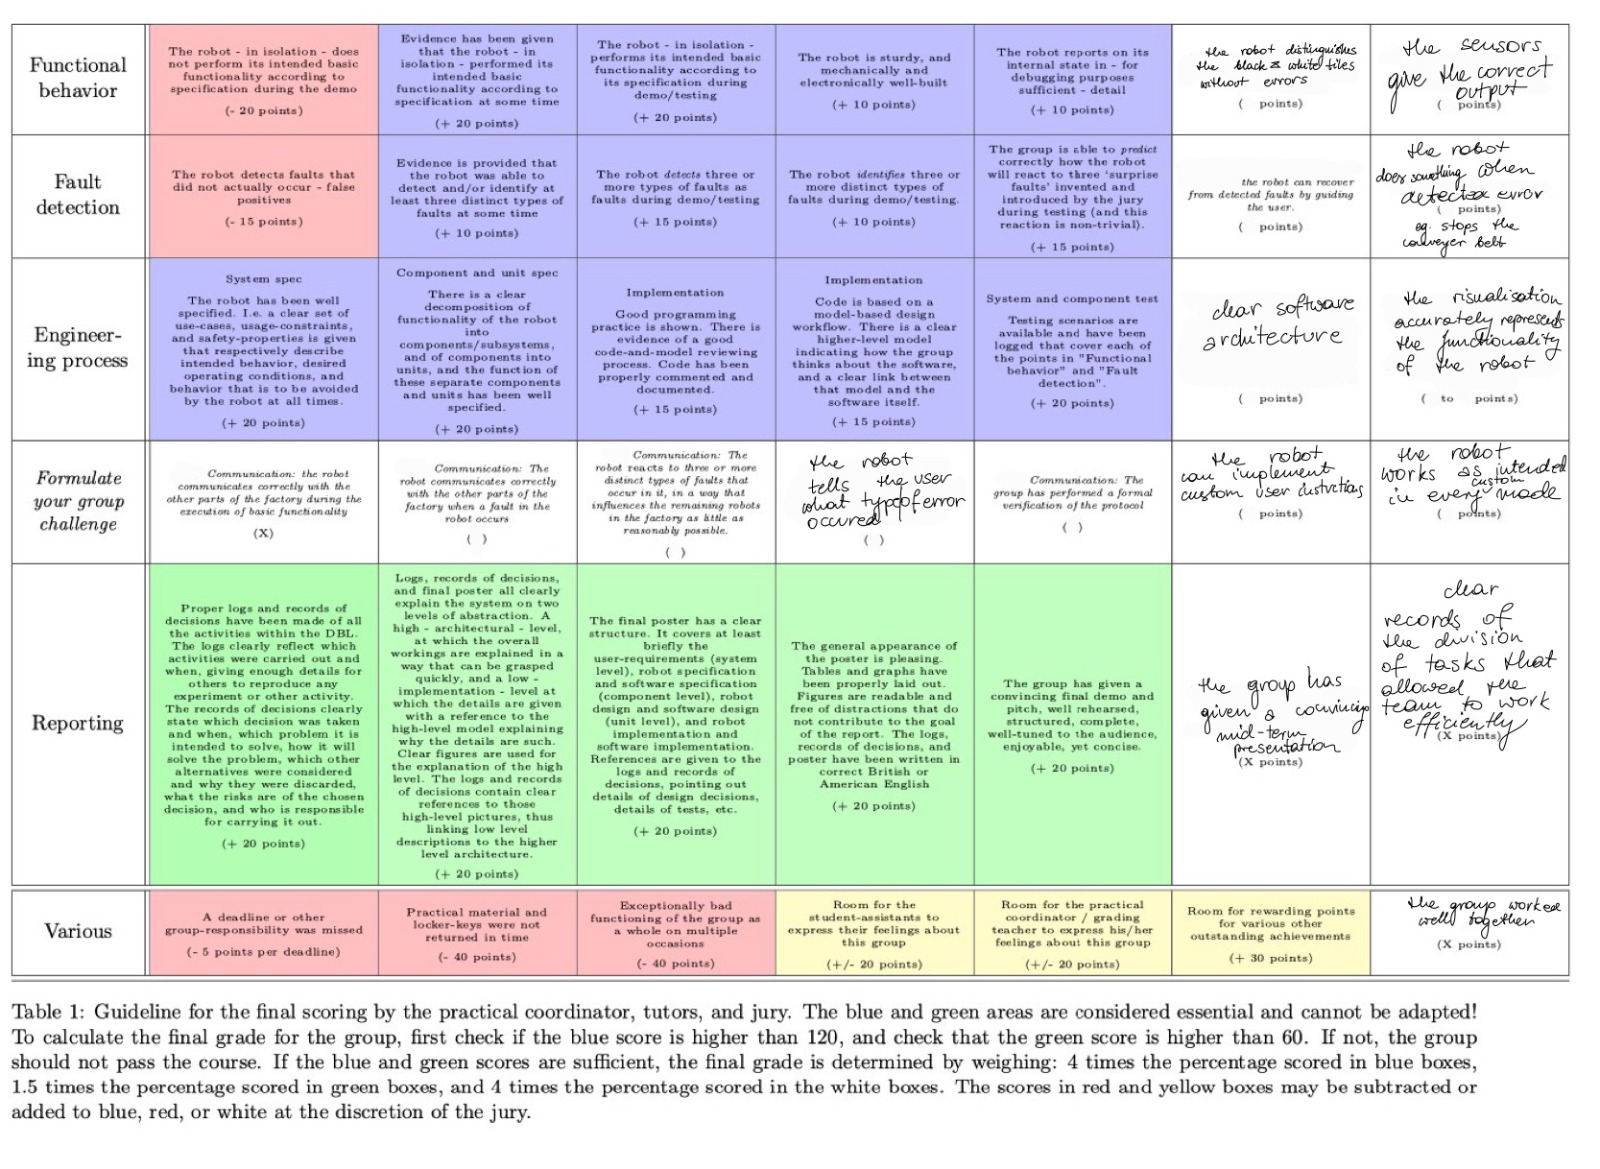 Functional
behavior
The robot - in isolation - does
not perform its intended basic
functionality according to
specification during the demo
(- 20 points)
Evidence has been given
that the robot - in
isolation - performed its
intended basic
functionality according to
specification at some time
(+ 20 points)
The robot - in isolation -
performs its intended basic
functionality according to
its specification during
demo/testing
(+ 20 points)
The robot is sturdy, and
mechanically and
electronically well-built
(+ 10 points)
The robot reports on its
internal state in - for
debugging purposes
sufficient - detail
(+ 10 points)
the robot distinguishes
the black & white tiles
without errors
( points)
the sensors
give the correct
output
( points)
Fault
detection
The robot detects faults that
did not actually occur - false
positives
(- 15 points)
Evidence is provided that
the robot was able to
detect and/or identify at
least three distinct types of
faults at some time
(+ 10 points)
The robot detects three or
more types of faults as
faults during demo/testing
(+ 15 points)
The robot identifies three or
more distinct types of
faults during demo/testing.
(+ 10 points)
The group is able to predict
correctly how the robot
will react to three 'surprise
faults' invented and
introduced by the jury
during testing (and this
reaction is non-trivial).
(+ 15 points)
the robot can recover
from detected faults by guiding
the user.
( points)
the robot
does something when
detected error
( points)
eg. stops the
conveyer belt
Engineer-
ing process
System spec
The robot has been well
specified. I.e. a clear set of
use-cases, usage-constraints,
and safety-properties is given
that respectively describe
intended behavior, desired
operating conditions, and
behavior that is to be avoided
by the robot at all times.
(+ 20 points)
Component and unit spec
There is a clear
decomposition of
functionality of the robot
into
components/subsystems,
and of components into
units, and the function of
these separate components
and units has been well
specified.
(+ 20 points)
Implementation
Good programming
practice is shown. There is
evidence of a good
code-and-model reviewing
process. Code has been
properly commented and
documented.
(+ 15 points)
Implementation
Code is based on a
model-based design
workflow. There is a clear
higher-level model
indicating how the group
thinks about the software,
and a clear link between
that model and the
software itself.
(+ 15 points)
System and component test
Testing scenarios are
available and have been
logged that cover each of
the points in "Functional
behavior" and "Fault
detection".
(+ 20 points)
clear software
architecture
( points)
the visualisation
accurately represents
the functionality
of the robot
( to points)
Formulate
your group
challenge
Communication: the robot
communicates correctly with the
other parts of the factory during the
execution of basic functionality
(X)
Communication: The
robot communicates correctly
with the other parts of the
factory when a fault in the
robot occurs
( )
Communication: The
robot reacts to three or more
distinct types of faults that
occur in it, in a way that
influences the remaining robots
in the factory as little as
reasonably possible.
( )
the robot
tells the user
what type of error
occured
( )
Communication: The
group has performed a formal
verification of the protocol
( )
the robot
can implement
custom user instructions
( points)
the robot
works as intended
in every custom mode
( points)
Reporting
Proper logs and records of
decisions have been made of all
the activities within the DBL.
The logs clearly reflect which
activities were carried out and
when, giving enough details for
others to reproduce any
experiment or other activity.
The records of decisions clearly
state which decision was taken
and when, which problem it is
intended to solve, how it will
solve the problem, which other
alternatives were considered
and why they were discarded,
what the risks are of the chosen
decision, and who is responsible
for carrying it out.
(+ 20 points)
Logs, records of decisions,
and final poster all clearly
explain the system on two
levels of abstraction. A
high - architectural - level,
at which the overall
workings are explained in a
way that can be grasped
quickly, and a low -
implementation - level at
which the details are given
with a reference to the
high-level model explaining
why the details are such.
Clear figures are used for
the explanation of the high
level. The logs and records
of decisions contain clear
references to those
high-level pictures, thus
linking low level
descriptions to the higher
level architecture.
(+ 20 points)
The final poster has a clear
structure. It covers at least
briefly the
user-requirements (system
level), robot specification
and software specification
(component level), robot
design and software design
(unit level), and robot
implementation and
software implementation.
References are given to the
logs and records of
decisions, pointing out
details of design decisions,
details of tests, etc.
(+ 20 points)
The general appearance of
the poster is pleasing.
Tables and graphs have
been properly laid out.
Figures are readable and
free of distractions that do
not contribute to the goal
of the report. The logs,
records of decisions, and
poster have been written in
correct British or
American English
(+ 20 points)
The group has given a
convincing final demo and
pitch, well rehearsed,
structured, complete,
well-tuned to the audience,
enjoyable, yet concise.
(+ 20 points)
the group has
given a convincing
mid-term
presentation
(X points)
clear
records of
the division
of tasks that
allowed the
team to work
efficiently
(X points)
Various
A deadline or other
group-responsibility was missed
(- 5 points per deadline)
Practical material and
locker-keys were not
returned in time
(- 40 points)
Exceptionally bad
functioning of the group as
a whole on multiple
occasions
(- 40 points)
Room for the
student-assistants to
express their feelings about
this group
(+/- 20 points)
Room for the practical
coordinator / grading
teacher to express his/her
feelings about this group
(+/- 20 points)
Room for rewarding points
for various other
outstanding achievements
(+ 30 points)
the group worked
well together
(X points)
Table 1: Guideline for the final scoring by the practical coordinator, tutors, and jury. The blue and green areas are considered essential and cannot be adapted!
To calculate the final grade for the group, first check if the blue score is higher than 120, and check that the green score is higher than 60. If not, the group
should not pass the course. If the blue and green scores are sufficient, the final grade is determined by weighing: 4 times the percentage scored in blue boxes,
1.5 times the percentage scored in green boxes, and 4 times the percentage scored in the white boxes. The scores in red and yellow boxes may be subtracted or
added to blue, red, or white at the discretion of the jury.